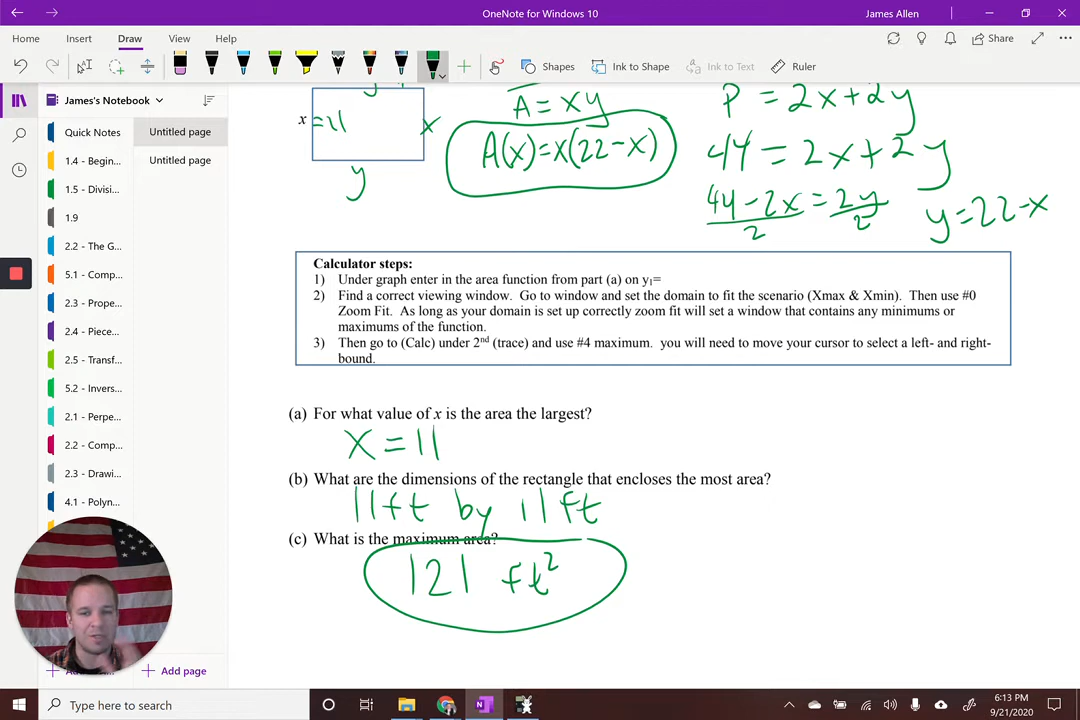 OneNote for Windows 10
James Allen
Home Insert Draw View Help
Share
Shapes Ink to Shape Ink to Text Ruler
James's Notebook
Quick Notes
1.4 - Begin...
1.5 - Divisi...
1.9
2.2 - The G...
5.1 - Comp...
2.3 - Prope...
2.4 - Piece...
2.5 - Transf...
5.2 - Invers...
2.1 - Perpe...
2.2 - Comp...
2.3 - Drawi...
4.1 - Polyn...
Untitled page
Untitled page
Add page
x = 11
x
y
A = xy
A(x) = x(22-x)
P = 2x + 2y
44 = 2x + 2y
44 - 2x = 2y
2 2
y = 22 - x
Calculator steps:
1) Under graph enter in the area function from part (a) on y1=
2) Find a correct viewing window. Go to window and set the domain to fit the scenario (Xmax & Xmin). Then use #0
Zoom Fit. As long as your domain is set up correctly zoom fit will set a window that contains any minimums or
maximums of the function.
3) Then go to (Calc) under 2nd (trace) and use #4 maximum. you will need to move your cursor to select a left- and right-
bound.
(a) For what value of x is the area the largest?
x = 11
(b) What are the dimensions of the rectangle that encloses the most area?
11ft by 11ft
(c) What is the maximum area?
121 ft²
Type here to search
6:13 PM
9/21/2020